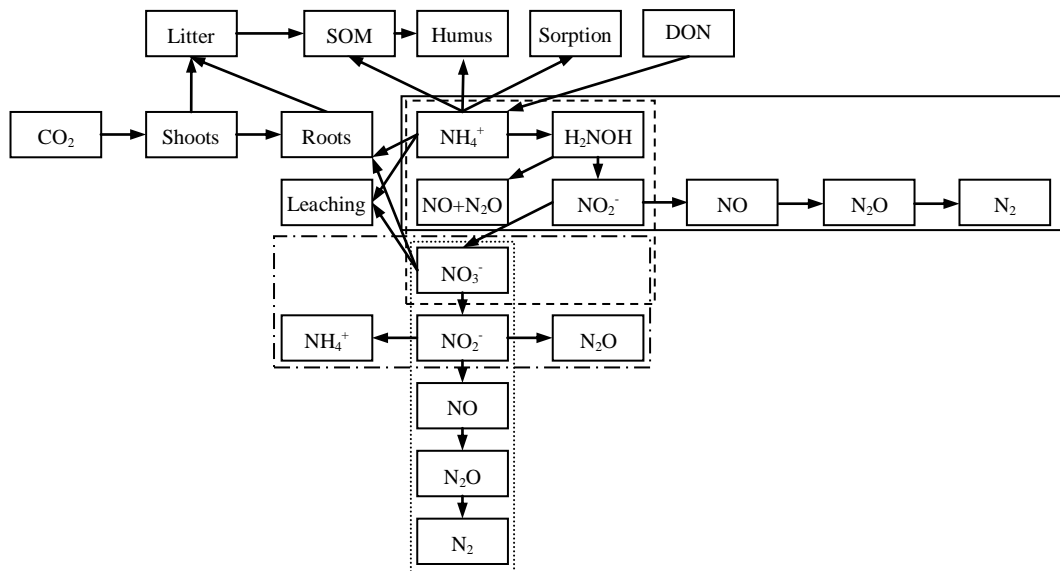 Litter
SOM
Humus
Sorption
DON
CO₂
Shoots
Roots
NH₄⁺
H₂NOH
Leaching
NO+N₂O
NO₂⁻
NO
N₂O
N₂
NO₃⁻
NH₄⁺
NO₂⁻
N₂O
NO
N₂O
N₂